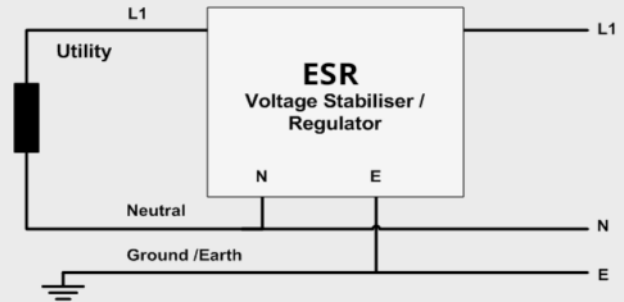 L1
L1
Utility
ESR
Voltage Stabiliser /
Regulator
N
E
Neutral
N
Ground /Earth
E